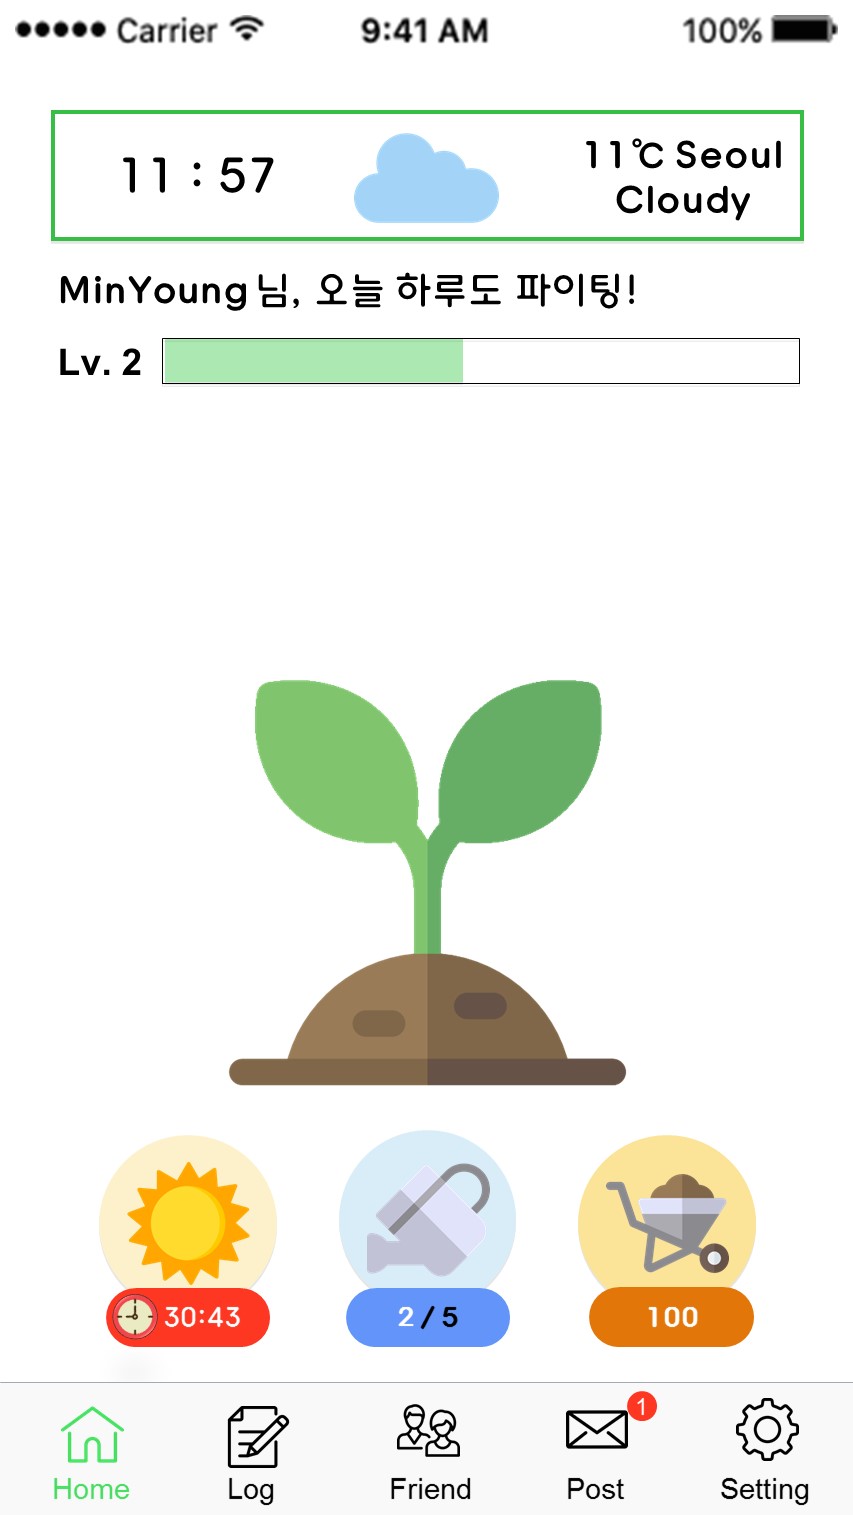 Carrier 9:41 AM 100%
11 : 57
11℃ Seoul
Cloudy
MinYoung 님, 오늘 하루도 파이팅!
Lv. 2
30:43 2 / 5 100
1
Home Log Friend Post Setting